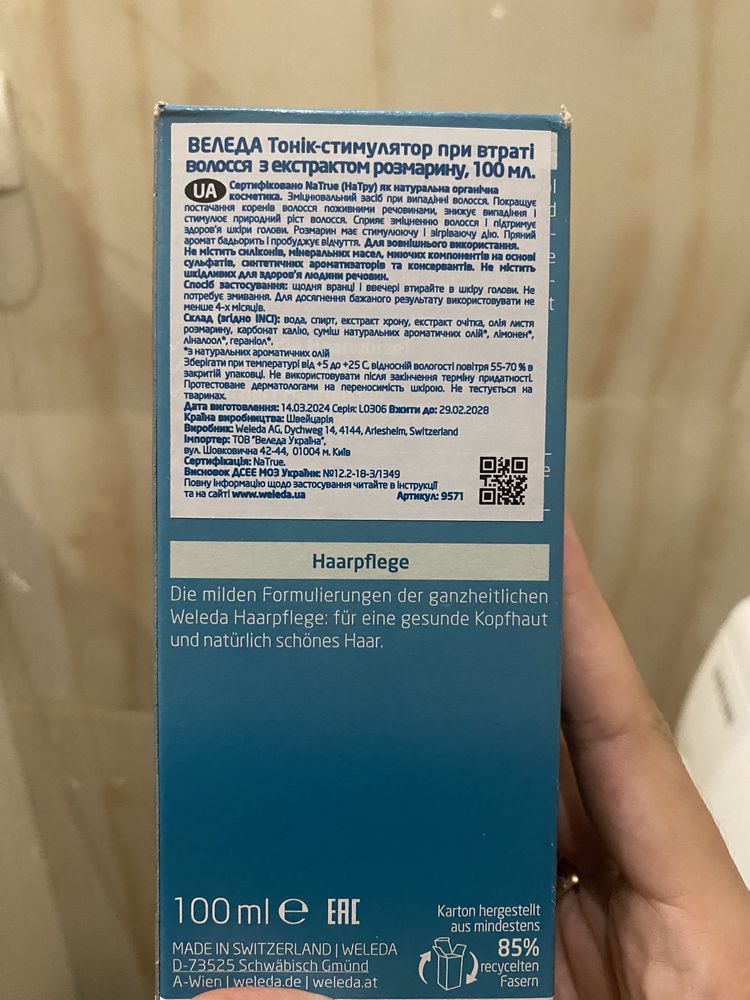 ВЕЛЕДА Тонік-стимулятор при втраті
волосся з екстрактом розмарину, 100 мл.
UA
Сертифіковано NaTrue (НаТру) як натуральна органічна
косметика. Зміцнювальний засіб при випадінні волосся. Покращує
постачання коренів волосся поживними речовинами, знижує випадіння і
стимулює природний ріст волосся. Сприяє зміцненню волосся і підтримує
здоров'я шкіри голови. Розмарин має стимулюючу і зігріваючу дію. Пряний
аромат бадьорить і пробуджує відчуття. Для зовнішнього використання.
Не містить силіконів, мінеральних масел, миючих компонентів на основі
сульфатів, синтетичних ароматизаторів та консервантів. Не містить
шкідливих для здоров'я людини речовин.
Спосіб застосування: щодня вранці і ввечері втирайте в шкіру голови. Не
потребує змивання. Для досягнення бажаного результату використовувати не
менше 4-х місяців.
Склад (згідно INCI): вода, спирт, екстракт хрону, екстракт очітка, олія листя
розмарину, карбонат калію, суміш натуральних ароматичних олій*, лімонен*,
ліналоол*, гераніол*.
*з натуральних ароматичних олій
Зберігати при температурі від +5 до +25 С, відносній вологості повітря 55-70 % в
закритій упаковці. Не використовувати після закінчення терміну придатності.
Протестоване дерматологами на переносимість шкірою. Не тестується на
тваринах.
Дата виготовлення: 14.03.2024 Серія: L0306 Вжити до: 29.02.2028
Країна виробництва: Швейцарія
Виробник: Weleda AG, Dychweg 14, 4144, Arlesheim, Switzerland
Імпортер: ТОВ "Веледа Україна",
вул. Шовковична 42-44, 01004 м. Київ
Сертифікація: NaTrue.
Висновок ДСЕЕ МОЗ України: №12.2-18-3/1349
Повну інформацію щодо застосування читайте в інструкції
та на сайті www.weleda.ua Артикул: 9571
Haarpflege
Die milden Formulierungen der ganzheitlichen
Weleda Haarpflege: für eine gesunde Kopfhaut
und natürlich schönes Haar.
100 ml e EAC
MADE IN SWITZERLAND | WELEDA
D-73525 Schwäbisch Gmünd
A-Wien | weleda.de | weleda.at
Karton hergestellt
aus mindestens
85%
recycelten
Fasern